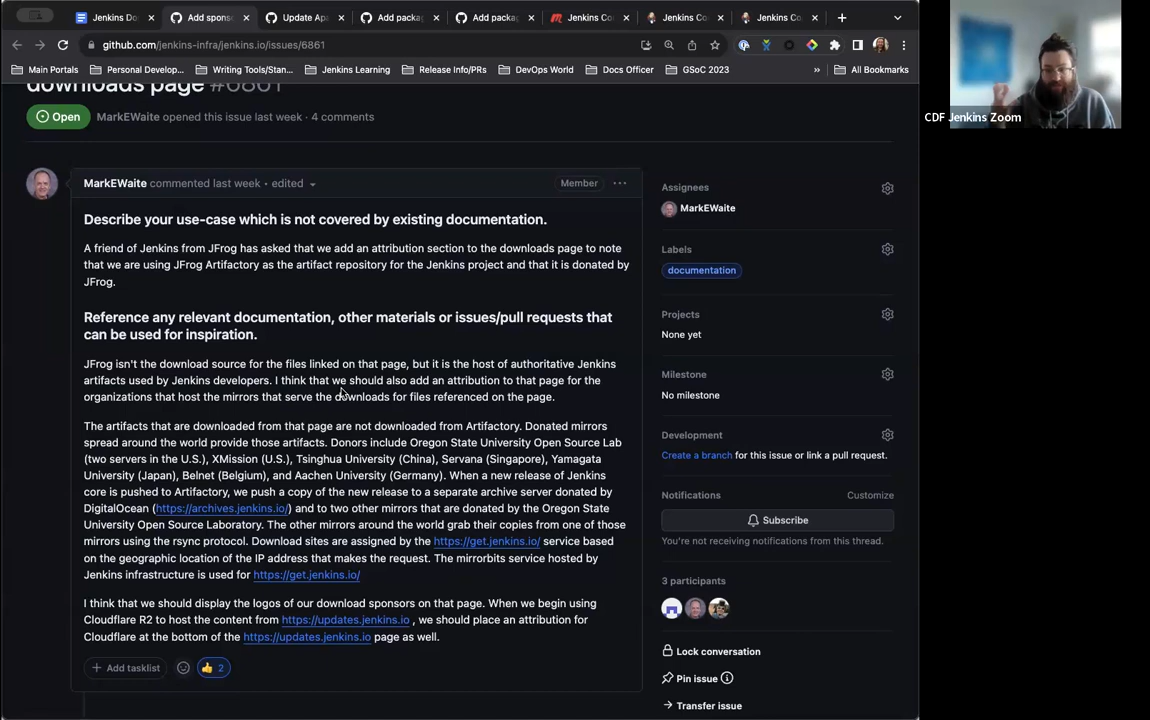 Jenkins Do
Add spons
Update Ap
Add packa
Add packa
Jenkins Co
Jenkins Co
Jenkins Co
github.com/jenkins-infra/jenkins.io/issues/6861
Main Portals
Personal Develop...
Writing Tools/Stan...
Jenkins Learning
Release Info/PRs
DevOps World
Docs Officer
GSoC 2023
»
All Bookmarks
downloads page #6861
Open
MarkEWaite opened this issue last week · 4 comments
MarkEWaite commented last week · edited
Member
Describe your use-case which is not covered by existing documentation.
A friend of Jenkins from JFrog has asked that we add an attribution section to the downloads page to note
that we are using JFrog Artifactory as the artifact repository for the Jenkins project and that it is donated by
JFrog.
Reference any relevant documentation, other materials or issues/pull requests that
can be used for inspiration.
JFrog isn't the download source for the files linked on that page, but it is the host of authoritative Jenkins
artifacts used by Jenkins developers. I think that we should also add an attribution to that page for the
organizations that host the mirrors that serve the downloads for files referenced on the page.
The artifacts that are downloaded from that page are not downloaded from Artifactory. Donated mirrors
spread around the world provide those artifacts. Donors include Oregon State University Open Source Lab
(two servers in the U.S.), XMission (U.S.), Tsinghua University (China), Servana (Singapore), Yamagata
University (Japan), Belnet (Belgium), and Aachen University (Germany). When a new release of Jenkins
core is pushed to Artifactory, we push a copy of the new release to a separate archive server donated by
DigitalOcean (https://archives.jenkins.io/) and to two other mirrors that are donated by the Oregon State
University Open Source Laboratory. The other mirrors around the world grab their copies from one of those
mirrors using the rsync protocol. Download sites are assigned by the https://get.jenkins.io/ service based
on the geographic location of the IP address that makes the request. The mirrorbits service hosted by
Jenkins infrastructure is used for https://get.jenkins.io/
I think that we should display the logos of our download sponsors on that page. When we begin using
Cloudflare R2 to host the content from https://updates.jenkins.io , we should place an attribution for
Cloudflare at the bottom of the https://updates.jenkins.io page as well.
Add tasklist
2
Assignees
MarkEWaite
Labels
documentation
Projects
None yet
Milestone
No milestone
Development
Create a branch for this issue or link a pull request.
Notifications
Customize
Subscribe
You're not receiving notifications from this thread.
3 participants
Lock conversation
Pin issue
Transfer issue
CDF Jenkins Zoom